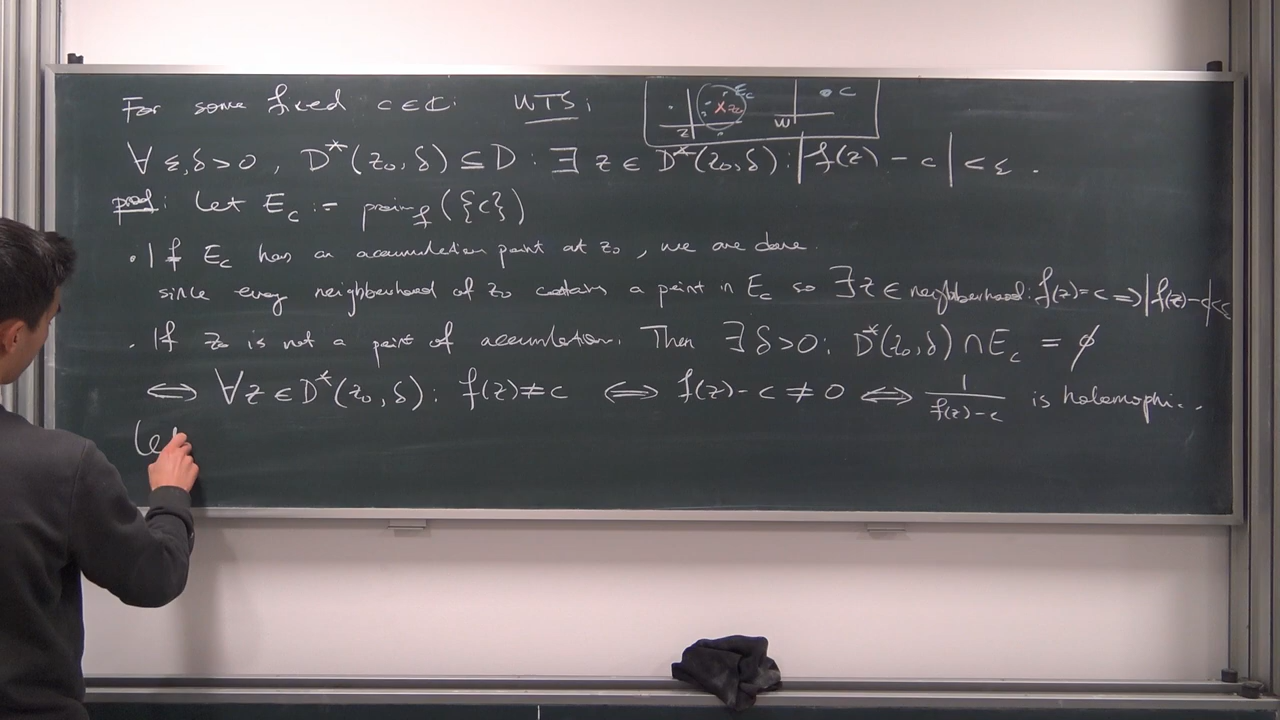 For some fixed c ∈ ℂ: WTS:
E_c × z₀ · c
z w
∀ ε,δ>0 , D*(z₀,δ) ⊆ D : ∃ z ∈ D*(z₀,δ): |f(z) - c| < ε .
proof: Let E_c := preim_f ({c})
· If E_c has an accumulation point at z₀ , we are done.
since every neighborhood of z₀ contains a point in E_c so ∃ z ∈ neighborhood: f(z)=c ⇒ |f(z)-c|<ε
· If z₀ is not a point of accumulation. Then ∃ δ>0: D*(z₀,δ) ∩ E_c = ∅
⇔ ∀z ∈ D*(z₀,δ): f(z)≠c ⇔ f(z)-c ≠ 0 ⇔ 1/(f(z)-c) is holomorphic..